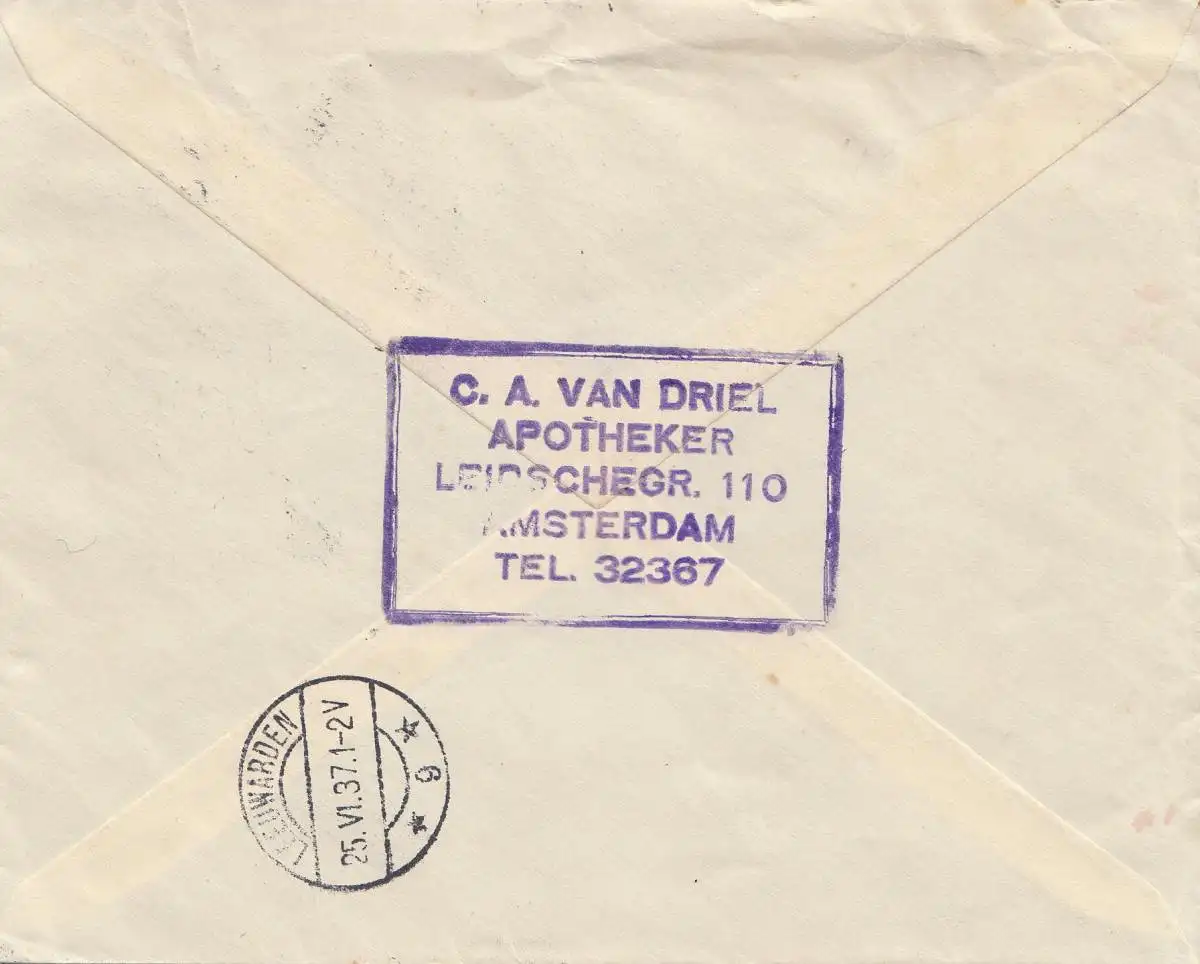 C. A. VAN DRIEL
APOTHEKER
LEIDSCHEGR. 110
AMSTERDAM
TEL. 32367
LEEUWARDEN
25.VI.37.1-2V
* 9 *